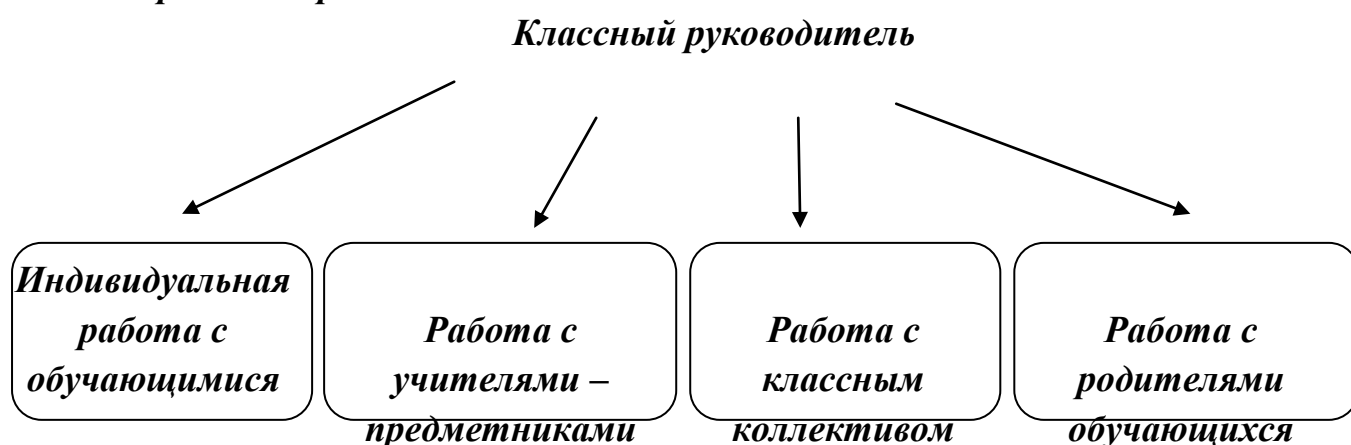 Классный руководитель
Индивидуальная
работа с
обучающимися
Работа с
учителями –
предметниками
Работа с
классным
коллективом
Работа с
родителями
обучающихся